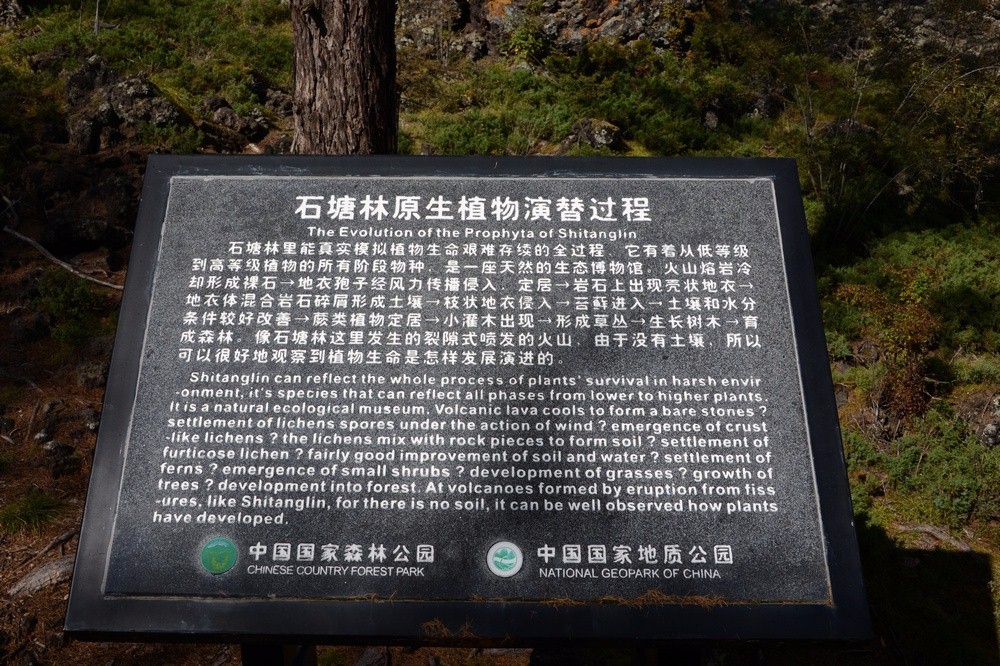 石塘林原生植物演替过程
The Evolution of the Prophyta of Shitanglin
石塘林里能真实模拟植物生命艰难存续的全过程，它有着从低等级
到高等级植物的所有阶段物种，是一座天然的生态博物馆，火山熔岩冷
却形成裸石→地衣孢子经风力传播侵入，定居→岩石上出现壳状地衣→
地衣体混合岩石碎屑形成土壤→枝状地衣侵入→苔藓进入→土壤和水分
条件较好改善→蕨类植物定居→小灌木出现→形成草丛→生长树木→育
成森林。像石塘林这里发生的裂隙式喷发的火山，由于没有土壤，所以
可以很好地观察到植物生命是怎样发展演进的。
Shitanglin can reflect the whole process of plants' survival in harsh envir
-onment, it's species that can reflect all phases from lower to higher plants.
It is a natural ecological museum. Volcanic lava cools to form a bare stones ?
settlement of lichens spores under the action of wind ? emergence of crust
-like lichens ? the lichens mix with rock pieces to form soil ? settlement of
furticose lichen ? fairly good improvement of soil and water ? settlement of
ferns ? emergence of small shrubs ? development of grasses ? growth of
trees ? development into forest. At volcanoes formed by eruption from fiss
-ures, like Shitanglin, for there is no soil, it can be well observed how plants
have developed.
中国国家森林公园
CHINESE COUNTRY FOREST PARK
中国国家地质公园
NATIONAL GEOPARK OF CHINA